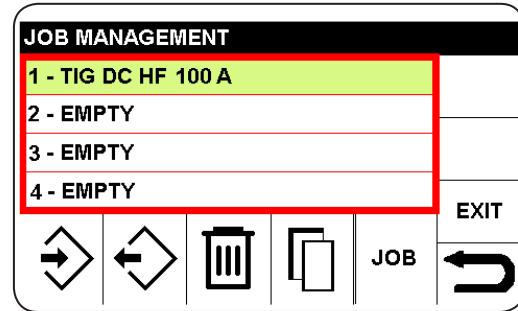 JOB MANAGEMENT
1 - TIG DC HF 100 A
2 - EMPTY
3 - EMPTY
4 - EMPTY
EXIT
JOB